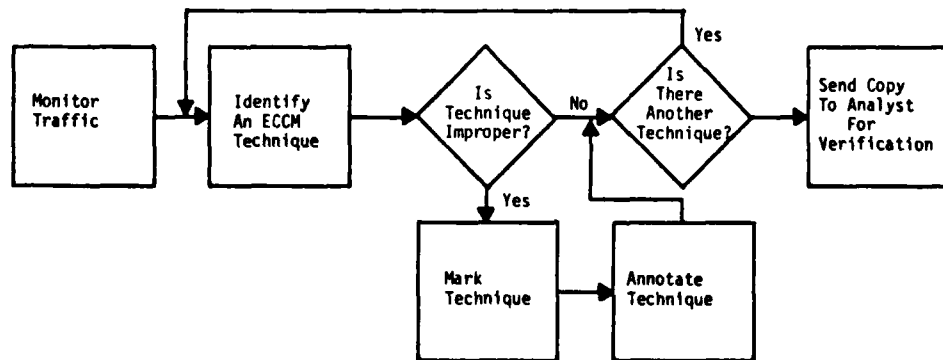 Monitor
Traffic
Identify
An ECCM
Technique
Is
Technique
Improper?
No
Yes
Is
There
Another
Technique?
Yes
Send Copy
To Analyst
For
Verification
Mark
Technique
Annotate
Technique